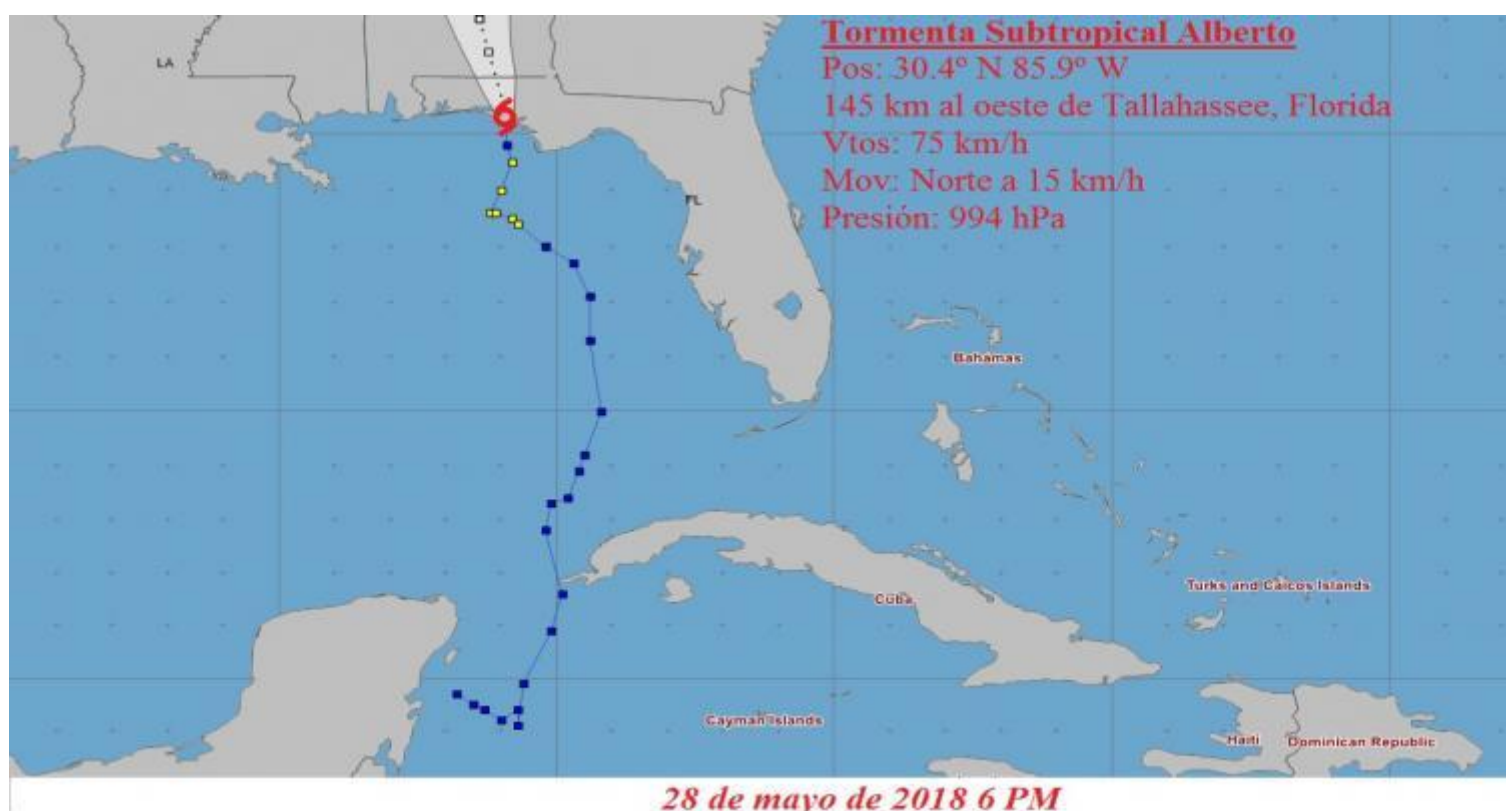 Tormenta Subtropical Alberto
Pos: 30.4º N 85.9º W
145 km al oeste de Tallahassee, Florida
Vtos: 75 km/h
Mov: Norte a 15 km/h
Presión: 994 hPa
LA
FL
Bahamas
Turks and Caicos Islands
Cuba
Cayman Islands
Haiti
Dominican Republic
28 de mayo de 2018 6 PM